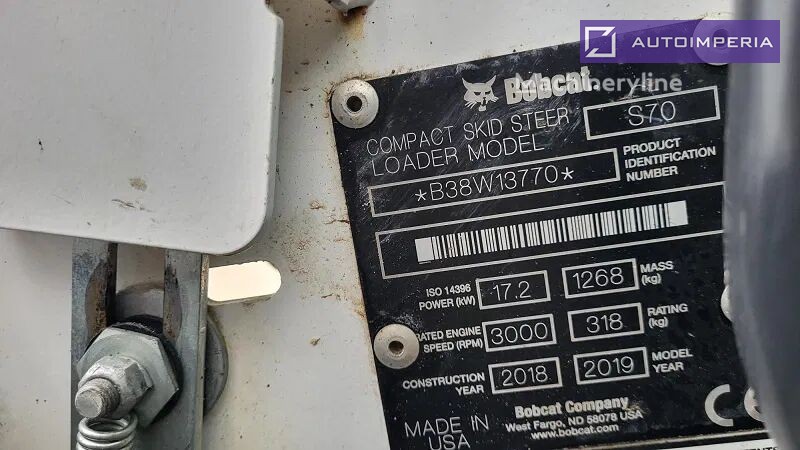 AUTOIMPERIA
Machineryline
Bobcat.
COMPACT SKID STEER
LOADER MODEL
S70
*B38W13770*
PRODUCT
IDENTIFICATION
NUMBER
ISO 14396
POWER (kW)
17.2
1268
MASS
(kg)
RATED ENGINE
SPEED (RPM)
3000
318
RATING
(kg)
CONSTRUCTION
YEAR
2018
2019
MODEL
YEAR
MADE IN
USA
Bobcat Company
West Fargo, ND 58078 USA
www.bobcat.com
CE